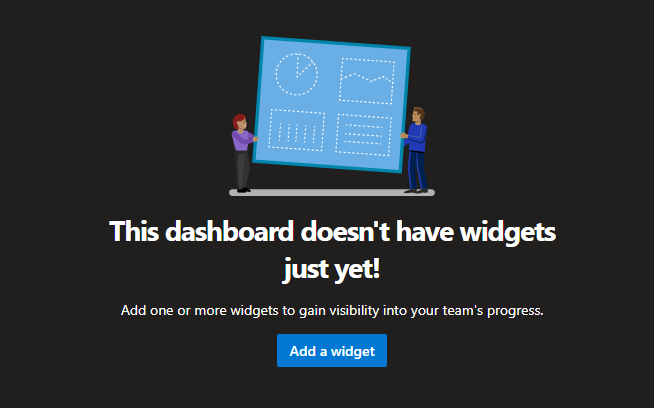 This dashboard doesn't have widgets
just yet!
Add one or more widgets to gain visibility into your team's progress.
Add a widget